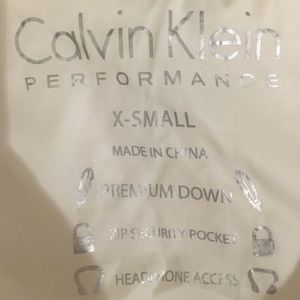 Calvin Klein
PERFORMANCE
X-SMALL
MADE IN CHINA
PREMIUM DOWN
ZIP SECURITY POCKET
HEADPHONE ACCESS